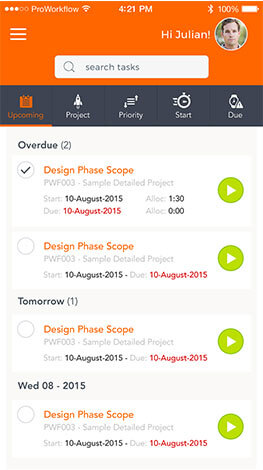 ProWorkflow
4:21 PM
100%
Hi Julian!
search tasks
Upcoming
Project
Priority
Start
Due
Overdue (2)
Design Phase Scope
PWF003 - Sample Detailed Project
Start: 10-August-2015 Alloc: 1:30
Due: 10-August-2015 Alloc: 0:00
Design Phase Scope
PWF003 - Sample Detailed Project
Start: 10-August-2015 - Due: 10-August-2015
Tomorrow (1)
Design Phase Scope
PWF003 - Sample Detailed Project
Start: 10-August-2015 - Due: 10-August-2015
Wed 08 - 2015
Design Phase Scope
PWF003 - Sample Detailed Project
Start: 10-August-2015 - Due: 10-August-2015